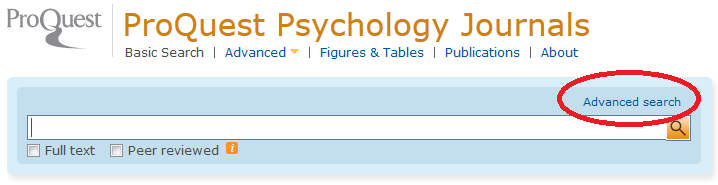 ProQuest
ProQuest Psychology Journals
Basic Search | Advanced | Figures & Tables | Publications | About
Advanced search
Full text Peer reviewed i